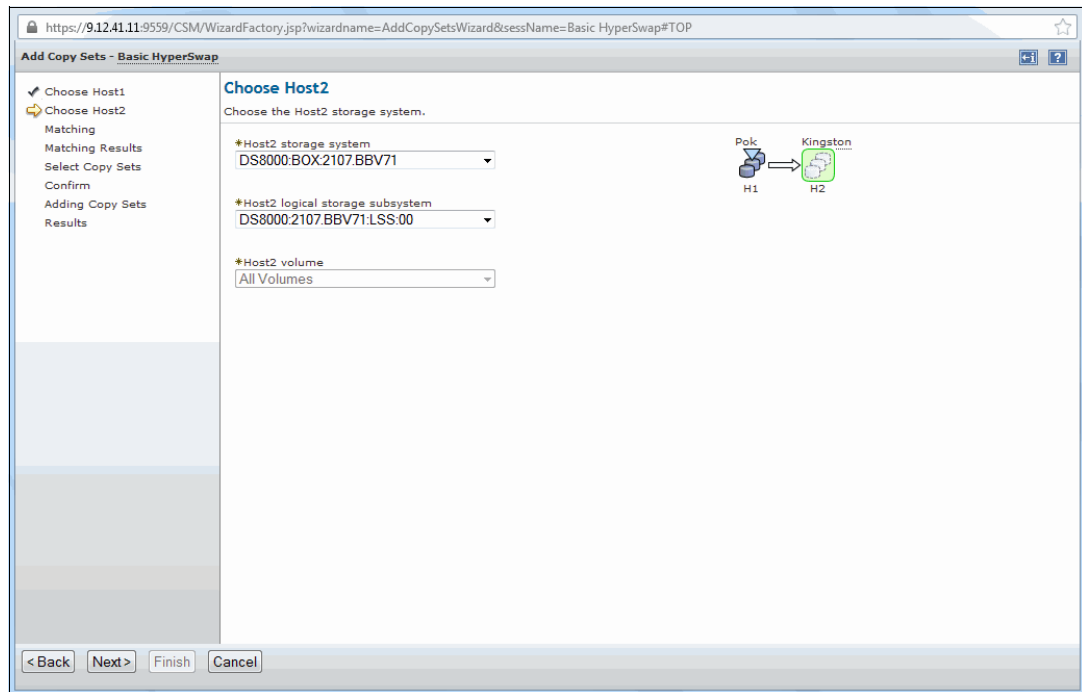 https://9.12.41.11:9559/CSM/WizardFactory.jsp?wizardname=AddCopySetsWizard&sessName=Basic HyperSwap#TOP
Add Copy Sets - Basic HyperSwap
?
Choose Host1
Choose Host2
Matching
Matching Results
Select Copy Sets
Confirm
Adding Copy Sets
Results
Choose Host2
Choose the Host2 storage system.
*Host2 storage system
DS8000:BOX:2107.BBV71
*Host2 logical storage subsystem
DS8000:2107.BBV71:LSS:00
*Host2 volume
All Volumes
Pok Kingston
H1 H2
< Back Next > Finish Cancel